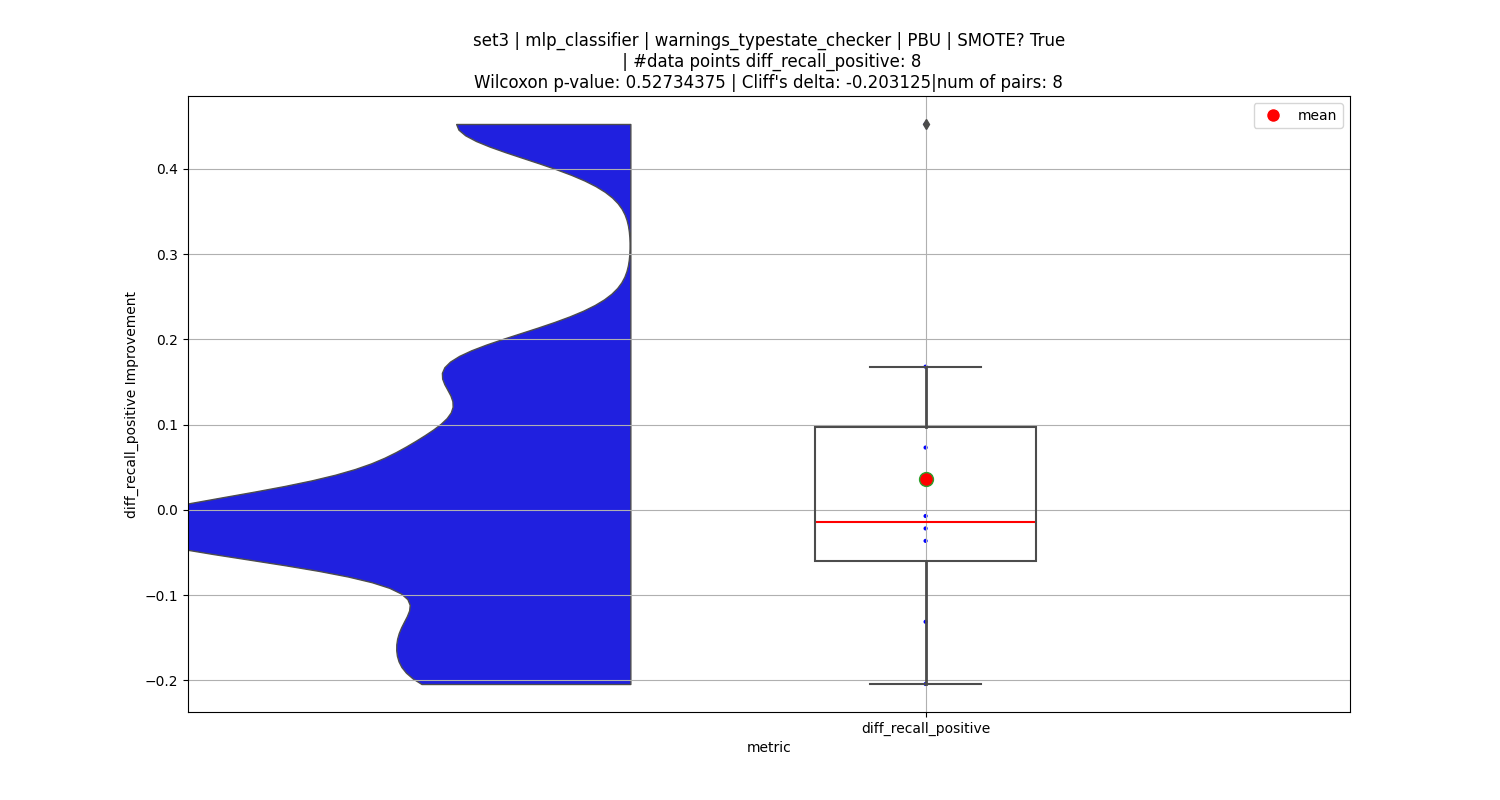 set3 | mlp_classifier | warnings_typestate_checker | PBU | SMOTE? True
| #data points diff_recall_positive: 8
Wilcoxon p-value: 0.52734375 | Cliff's delta: -0.203125|num of pairs: 8
mean
0.4
0.3
0.2
0.1
0.0
−0.1
−0.2
diff_recall_positive Improvement
diff_recall_positive
metric